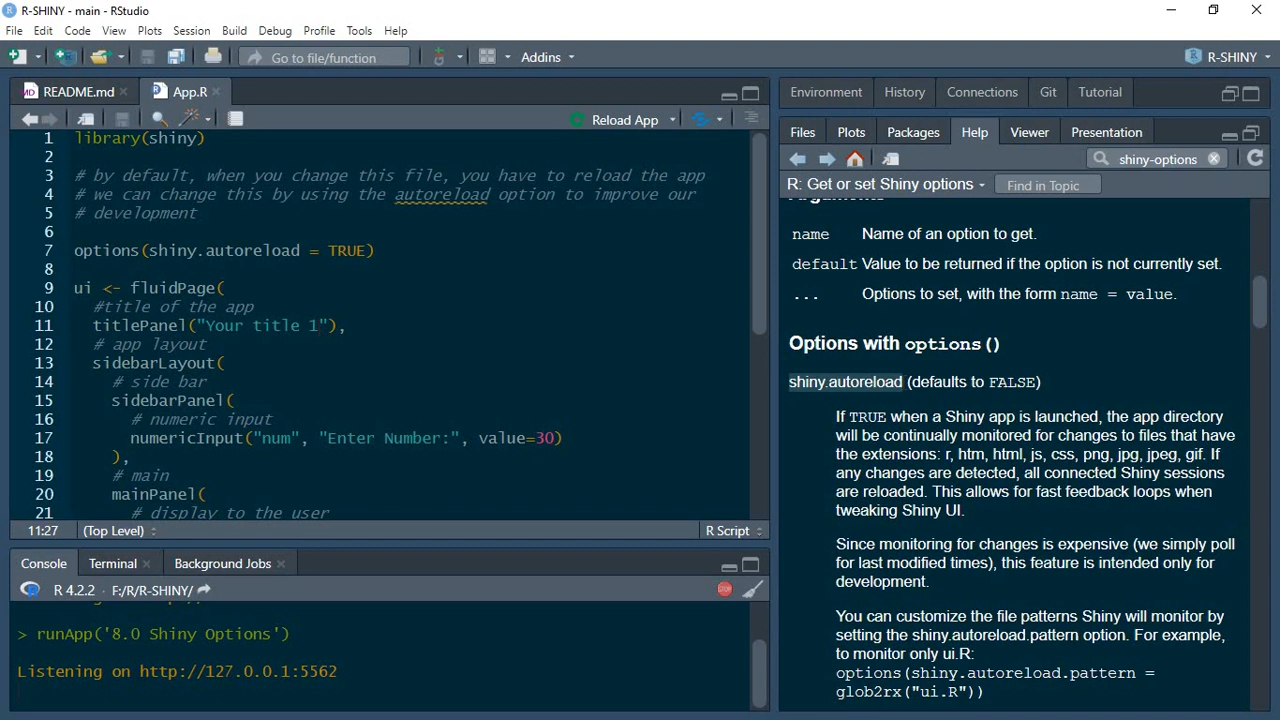 R-SHINY - main - RStudio
File Edit Code View Plots Session Build Debug Profile Tools Help
Go to file/function
Addins
R-SHINY
README.md
App.R
Reload App
1 library(shiny)
2
3 # by default, when you change this file, you have to reload the app
4 # we can change this by using the autoreload option to improve our
5 # development
6
7 options(shiny.autoreload = TRUE)
8
9 ui <- fluidPage(
10 #title of the app
11 titlePanel("Your title 1"),
12 # app layout
13 sidebarLayout(
14 # side bar
15 sidebarPanel(
16 # numeric input
17 numericInput("num", "Enter Number:", value=30)
18 ),
19 # main
20 mainPanel(
21 # display to the user
11:27 (Top Level) R Script
Console Terminal Background Jobs
R 4.2.2 · F:/R/R-SHINY/
> runApp('8.0 Shiny Options')
Listening on http://127.0.0.1:5562
Environment History Connections Git Tutorial
Files Plots Packages Help Viewer Presentation
shiny-options
R: Get or set Shiny options
Find in Topic
Arguments
name Name of an option to get.
default Value to be returned if the option is not currently set.
... Options to set, with the form name = value.
Options with options()
shiny.autoreload (defaults to FALSE)
If TRUE when a Shiny app is launched, the app directory
will be continually monitored for changes to files that have
the extensions: r, htm, html, js, css, png, jpg, jpeg, gif. If
any changes are detected, all connected Shiny sessions
are reloaded. This allows for fast feedback loops when
tweaking Shiny UI.
Since monitoring for changes is expensive (we simply poll
for last modified times), this feature is intended only for
development.
You can customize the file patterns Shiny will monitor by
setting the shiny.autoreload.pattern option. For example,
to monitor only ui.R:
options(shiny.autoreload.pattern =
glob2rx("ui.R"))